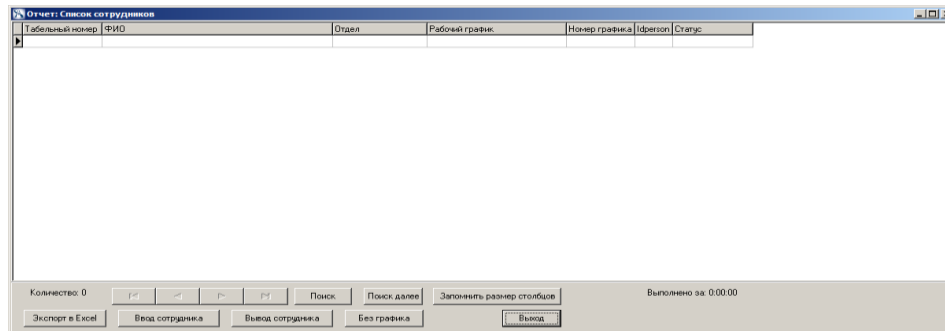 Отчет: Список сотрудников
Табельный номер ФИО Отдел Рабочий график Номер графика Idperson Статус
Количество: 0 Поиск Поиск далее Запомнить размер столбцов Выполнено за: 0:00:00
Экспорт в Excel Ввод сотрудника Вывод сотрудника Без графика Выход